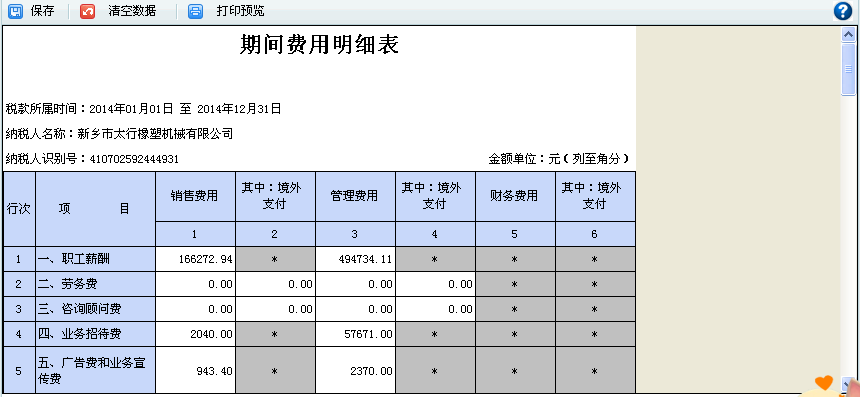 保存 清空数据 打印预览
期间费用明细表
税款所属时间：2014年01月01日 至 2014年12月31日
纳税人名称：新乡市太行橡塑机械有限公司
纳税人识别号：410702592444931 金额单位：元（列至角分）
行次 项 目 销售费用 其中：境外支付 管理费用 其中：境外支付 财务费用 其中：境外支付
1 2 3 4 5 6
1 一、职工薪酬 166272.94 * 494734.11 * * *
2 二、劳务费 0.00 0.00 0.00 0.00 * *
3 三、咨询顾问费 0.00 0.00 0.00 0.00 * *
4 四、业务招待费 2040.00 * 57671.00 * * *
5 五、广告费和业务宣传费 943.40 * 2370.00 * * *